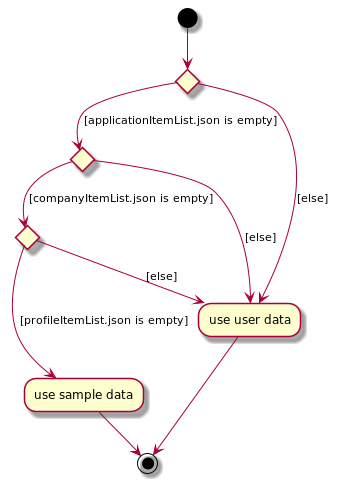 [applicationItemList.json is empty]
[companyItemList.json is empty]
[else]
[else]
[else]
[profileItemList.json is empty]
use user data
use sample data